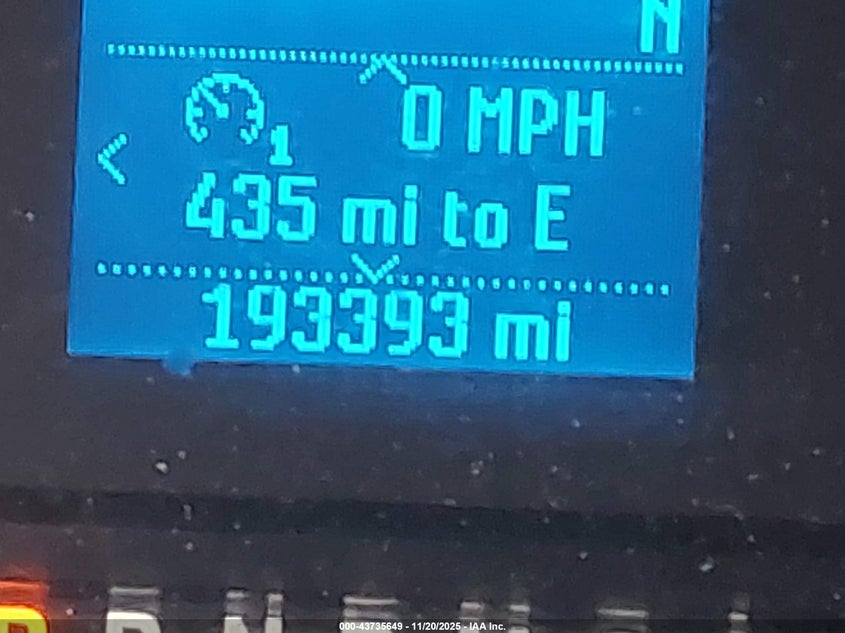 N
0 MPH
1
435 mi to E
193393 mi
P R N
000-43735649 - 11/20/2025 - IAA Inc.